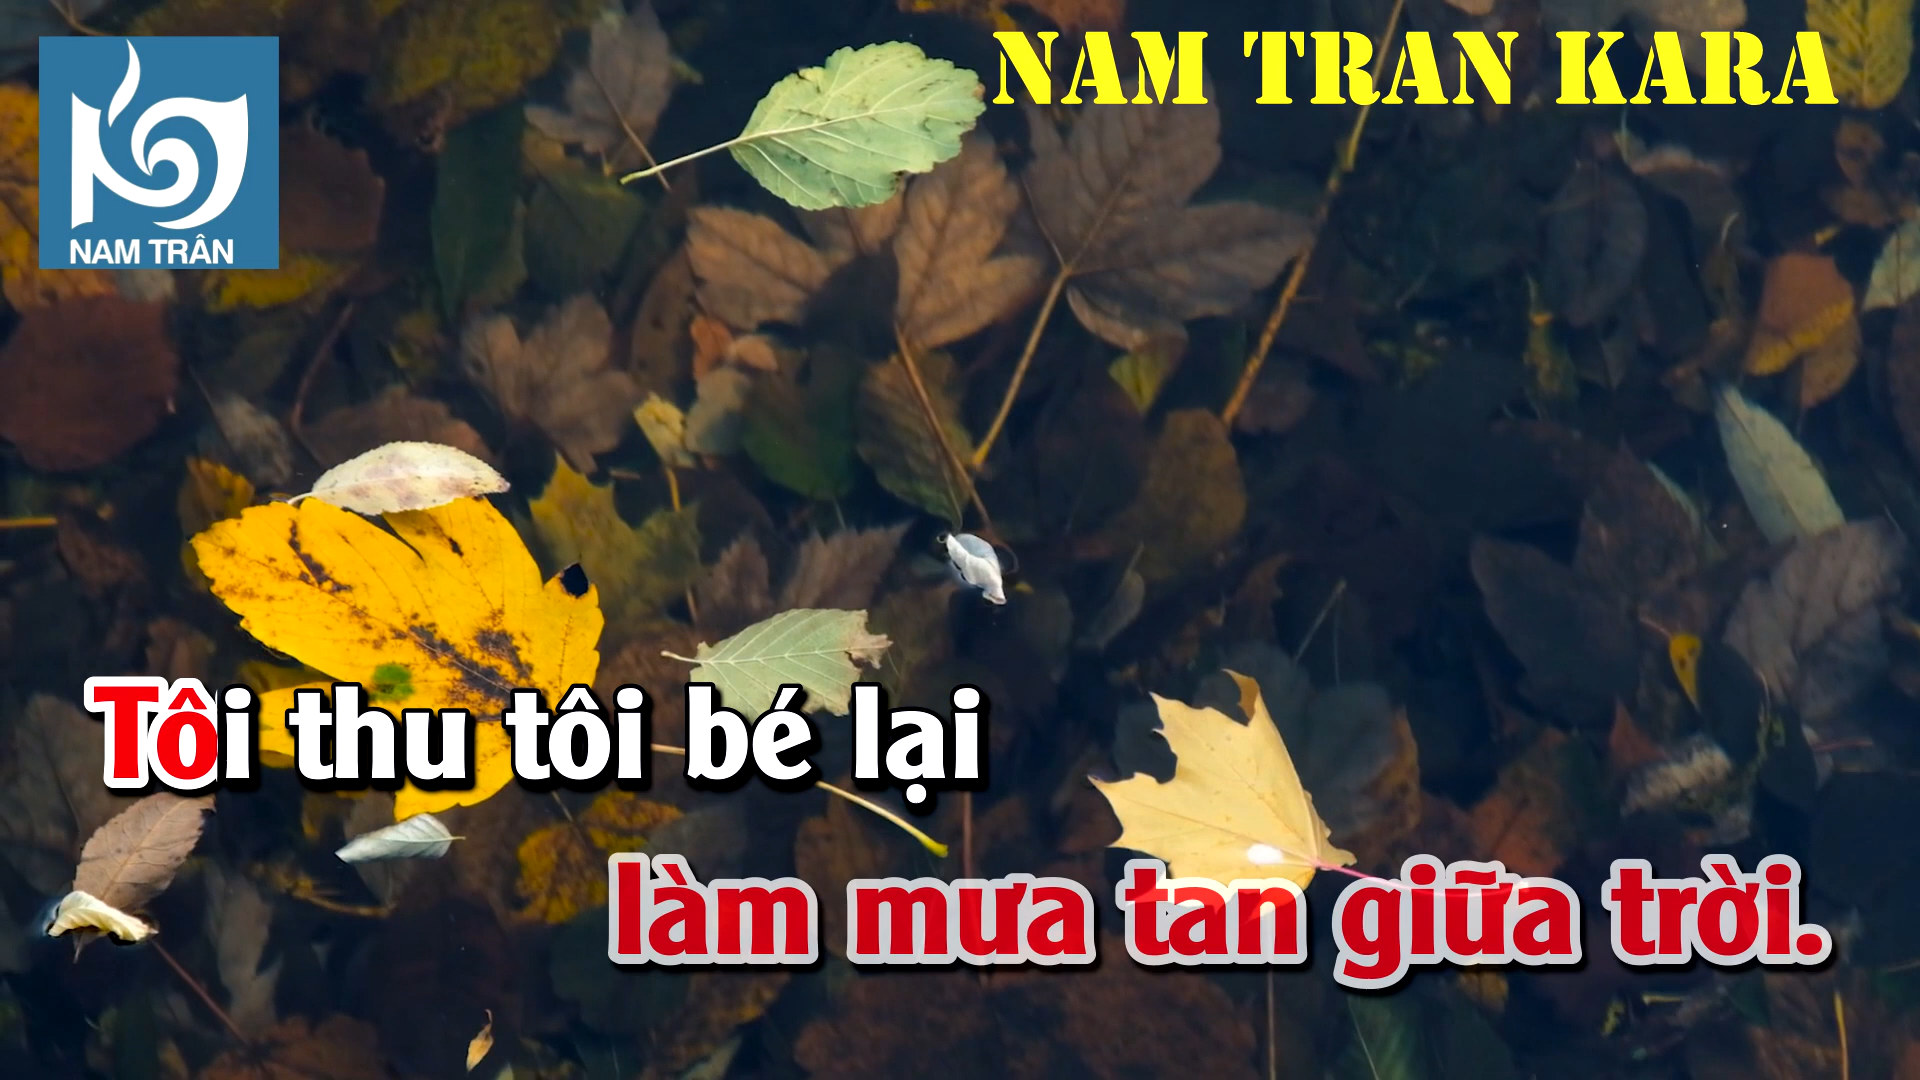 NAM TRAN KARA
NAM TRÂN
Tôi thu tôi bé lại
làm mưa tan giữa trời.